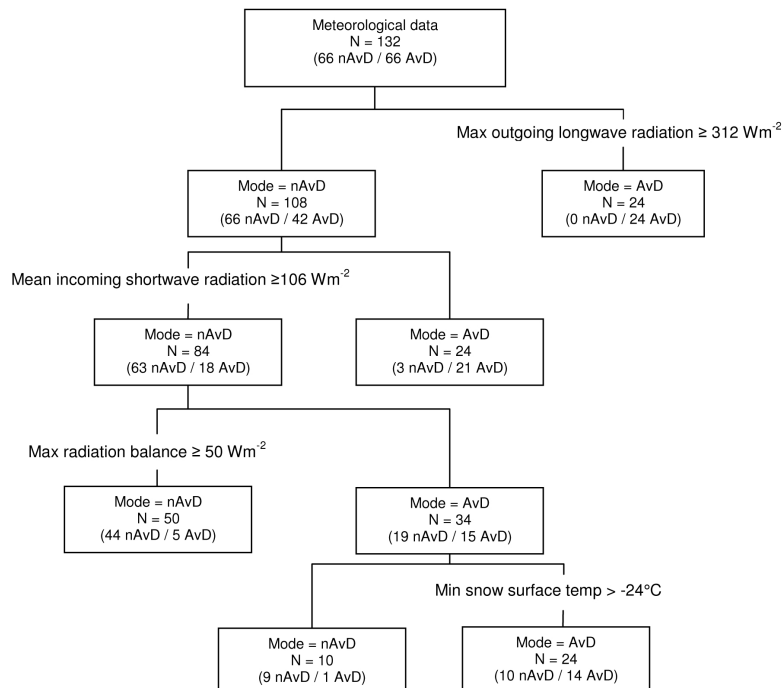 Meteorological data
N = 132
(66 nAvD / 66 AvD)
Max outgoing longwave radiation ≥ 312 Wm⁻²
Mode = nAvD
N = 108
(66 nAvD / 42 AvD)
Mode = AvD
N = 24
(0 nAvD / 24 AvD)
Mean incoming shortwave radiation ≥106 Wm⁻²
Mode = nAvD
N = 84
(63 nAvD / 18 AvD)
Mode = AvD
N = 24
(3 nAvD / 21 AvD)
Max radiation balance ≥ 50 Wm⁻²
Mode = nAvD
N = 50
(44 nAvD / 5 AvD)
Mode = AvD
N = 34
(19 nAvD / 15 AvD)
Min snow surface temp > -24°C
Mode = nAvD
N = 10
(9 nAvD / 1 AvD)
Mode = AvD
N = 24
(10 nAvD / 14 AvD)